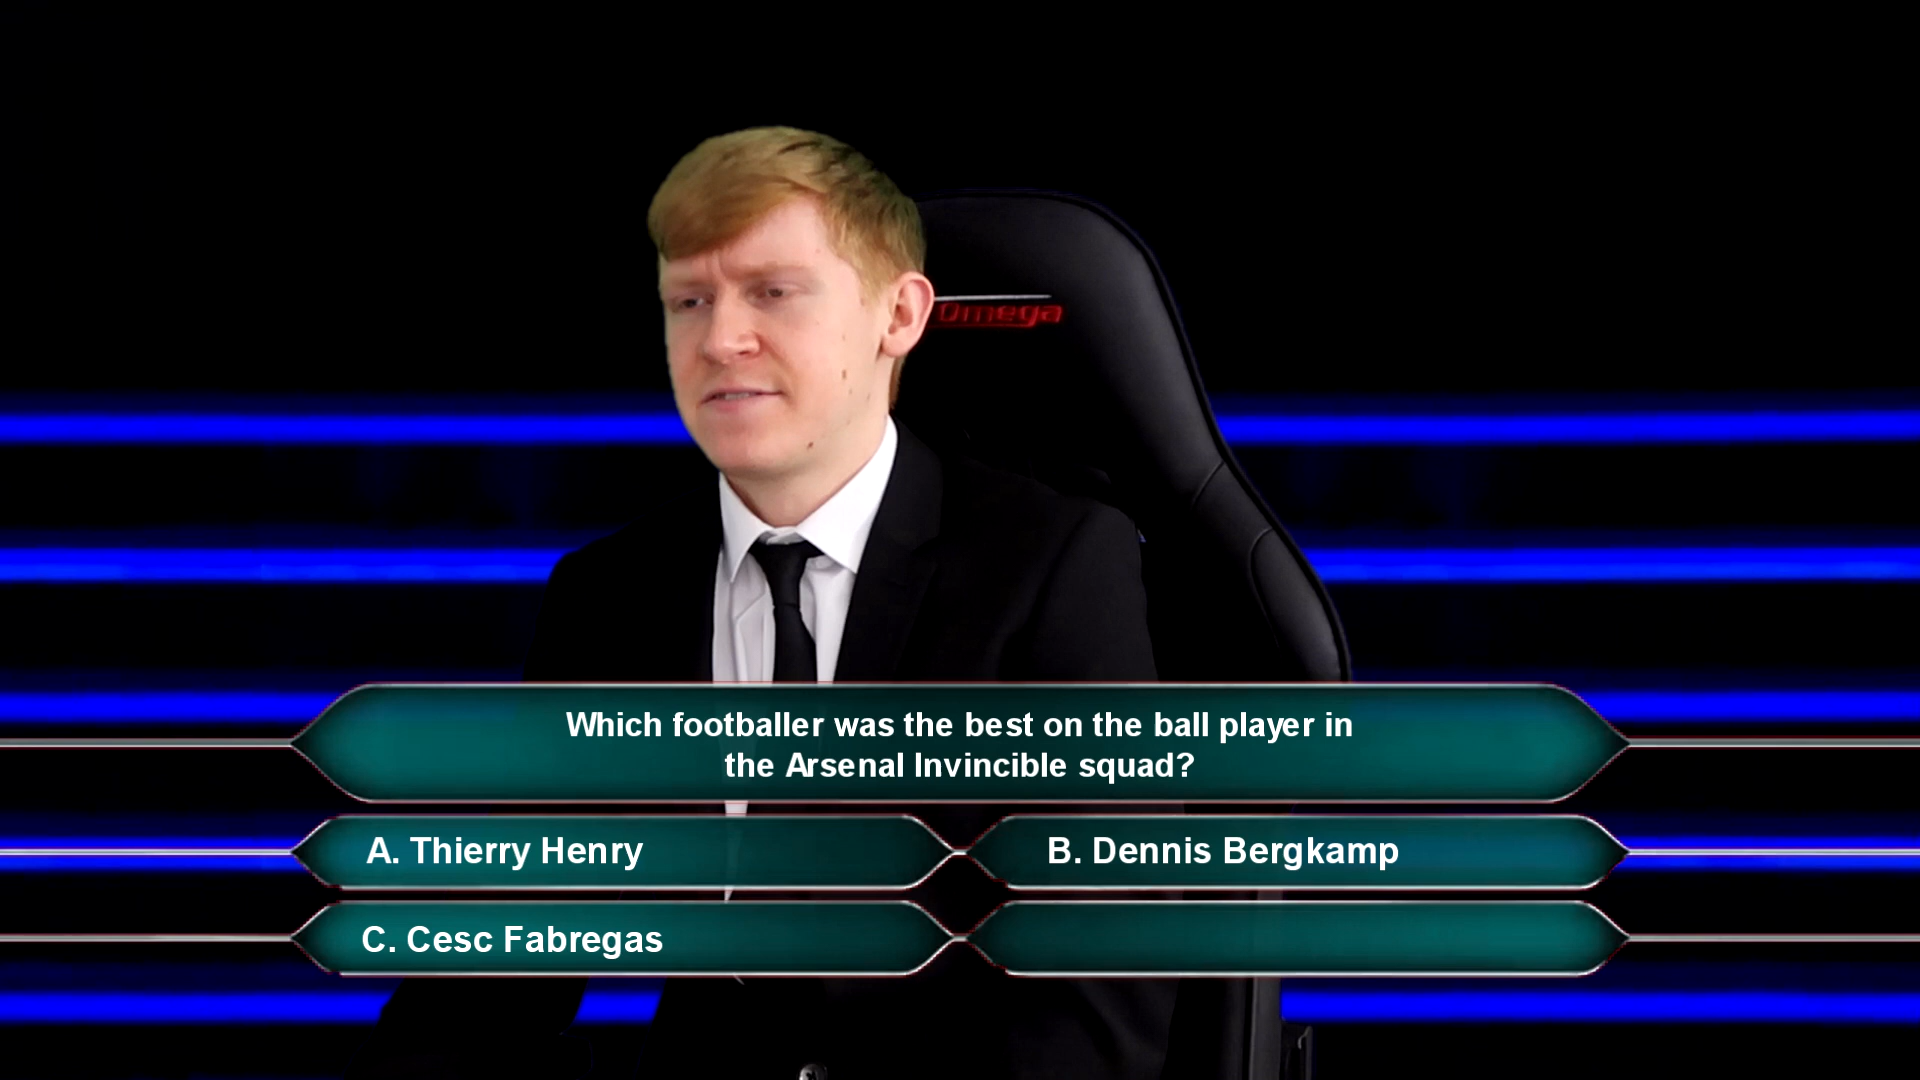 Omega
Which footballer was the best on the ball player in
the Arsenal Invincible squad?
A. Thierry Henry
B. Dennis Bergkamp
C. Cesc Fabregas